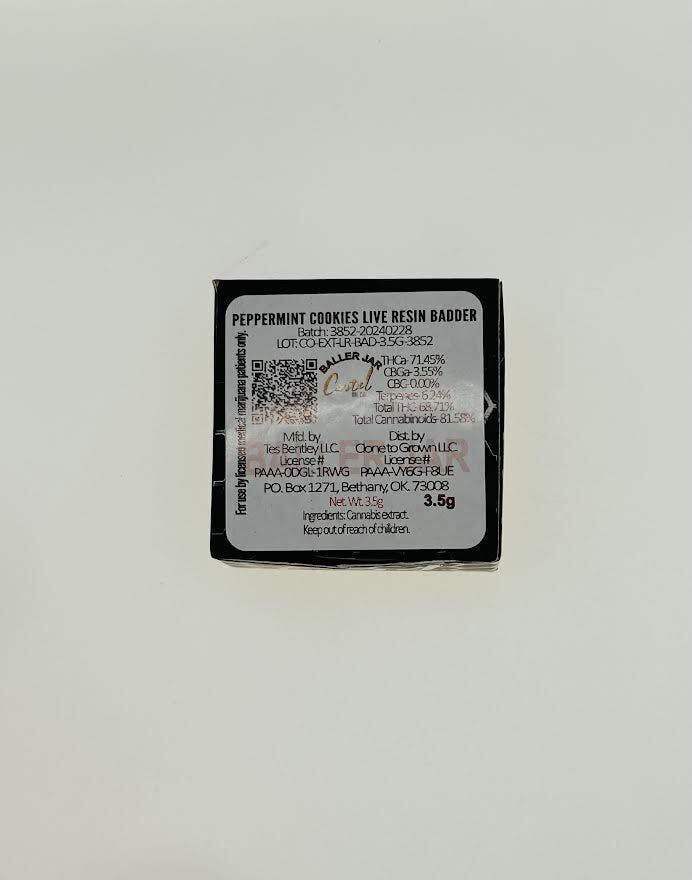 PEPPERMINT COOKIES LIVE RESIN BADDER
Batch: 3852-20240228
LOT: CO-EXT-LR-BAD-3.5G-3852
BALLER JAR
THCa-71.45%
CBGa-3.55%
CBC-0.00%
Terpenes-6.24%
Total THC-68.71%
Total Cannabinoids-81.58%
Mfd. by
Tes Bentley LLC.
License #
PAAA-0DGL-1RWG
Dist. by
Clone to Grown LLC.
License #
PAAA-VY6G-F8UE
P.O. Box 1271, Bethany, OK. 73008
Net. Wt. 3.5g
3.5g
Ingredients: Cannabis extract.
Keep out of reach of children.
For use by licensed medical marijuana patients only.
BALLER JAR